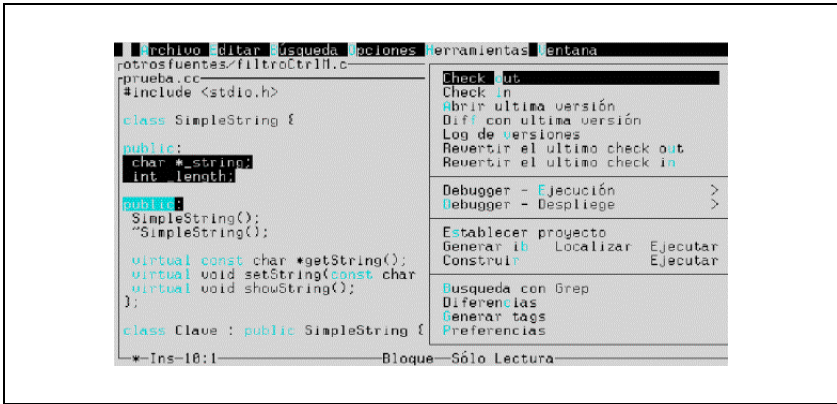 Archivo Editar Búsqueda Opciones Herramientas Ventana
otrosfuentes/filtroCtrlM.c
prueba.cc
#include <stdio.h>
class SimpleString {
public:
char *_string;
int _length;
public:
SimpleString();
~SimpleString();
virtual const char *getString();
virtual void setString(const char
virtual void showString();
};
class Clave : public SimpleString {
*-Ins-10:1 Bloque Sólo Lectura
Check out
Check in
Abrir ultima versión
Diff con ultima versión
Log de versiones
Revertir el ultimo check out
Revertir el ultimo check in
Debugger - Ejecución >
Debugger - Despliege >
Establecer proyecto
Generar ib Localizar Ejecutar
Construir Ejecutar
Busqueda con Grep
Diferencias
Generar tags
Preferencias